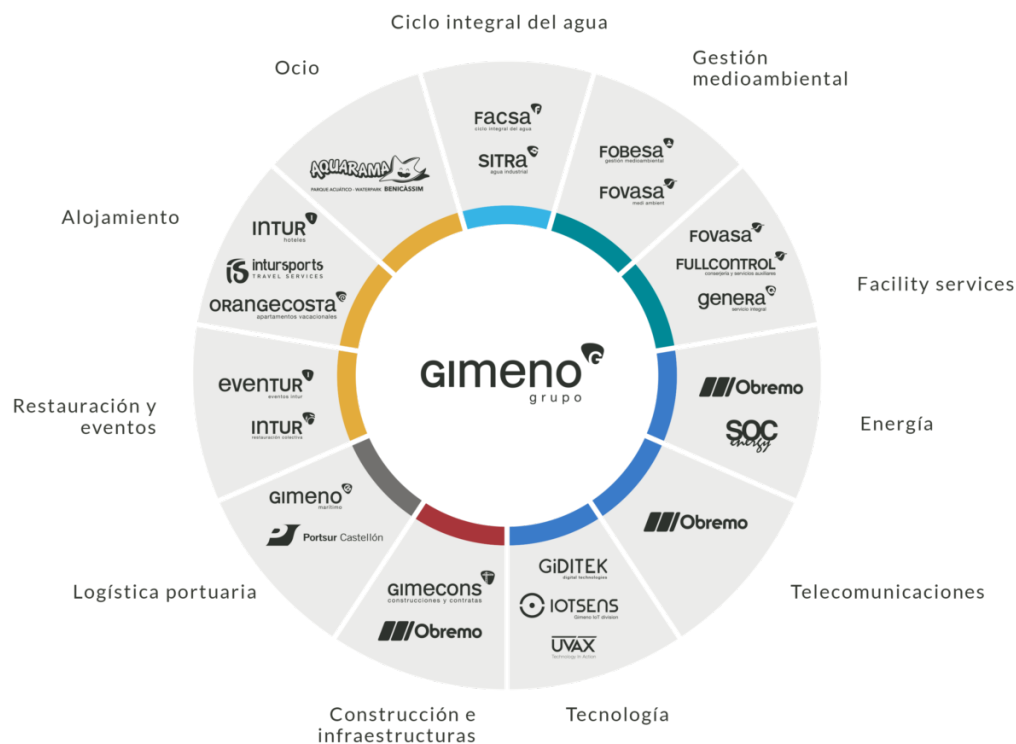 Ciclo integral del agua
FACSA
ciclo integral del agua
SITRA
agua industrial
Gestión
medioambiental
FOBESA
gestión medioambiental
FOVASA
medi ambient
Facility services
FOVASA
FULLCONTROL
conserjería y servicios auxiliares
genera
servicio integral
Energía
Obremo
SOC
energy
Telecomunicaciones
Obremo
Tecnología
GiDITEK
digital technologies
IOTSENS
Gimeno IoT division
UVAX
Technology in Action
Construcción e
infraestructuras
GIMECONS
construcciones y contratas
Obremo
Logística portuaria
GIMENO
marítimo
Portsur Castellón
Restauración y
eventos
EVENTUR
eventos intur
INTUR
restauración colectiva
Alojamiento
INTUR
hoteles
iS intursports
TRAVEL SERVICES
ORANGECOSTA
apartamentos vacacionales
Ocio
AQUARAMA
PARQUE ACUÁTICO - WATERPARK BENICÀSSIM
GIMENO
grupo